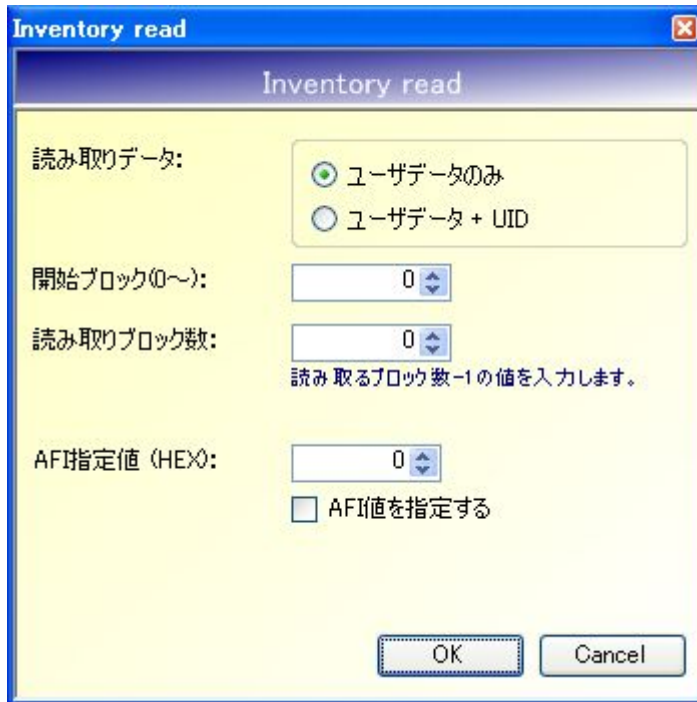 Inventory read
Inventory read
読み取りデータ:
ユーザデータのみ
ユーザデータ + UID
開始ブロック(0～):
0
読み取りブロック数:
0
読み取るブロック数-1の値を入力します。
AFI指定値 (HEX):
0
AFI値を指定する
OK
Cancel